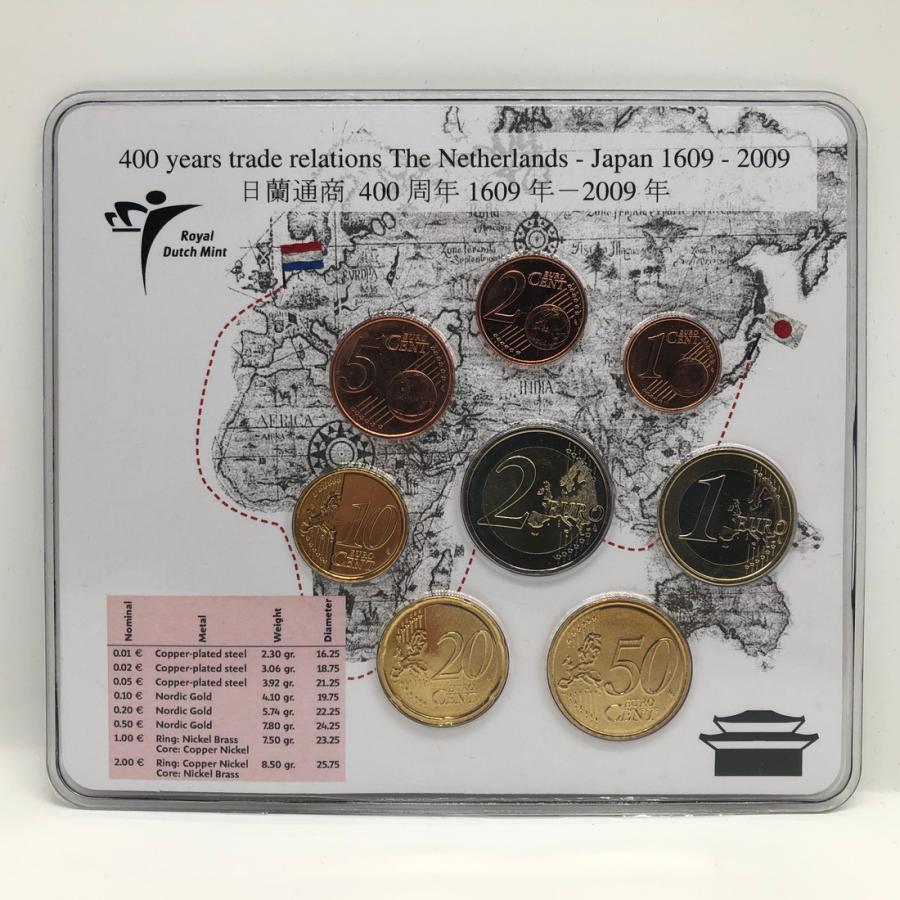 400 years trade relations The Netherlands - Japan 1609 - 2009
日蘭通商 400 周年 1609 年－2009 年
Royal
Dutch Mint
2 EURO CENT
5 EURO CENT
1 EURO CENT
INDIA
AFRICA
10 EURO CENT
2 EURO
1 EURO
20 EURO CENT
50 EURO CENT
Nominal Metal Weight Diameter
0.01 € Copper-plated steel 2.30 gr. 16.25
0.02 € Copper-plated steel 3.06 gr. 18.75
0.05 € Copper-plated steel 3.92 gr. 21.25
0.10 € Nordic Gold 4.10 gr. 19.75
0.20 € Nordic Gold 5.74 gr. 22.25
0.50 € Nordic Gold 7.80 gr. 24.25
1.00 € Ring: Nickel Brass 7.50 gr. 23.25
Core: Copper Nickel
2.00 € Ring: Copper Nickel 8.50 gr. 25.75
Core: Nickel Brass